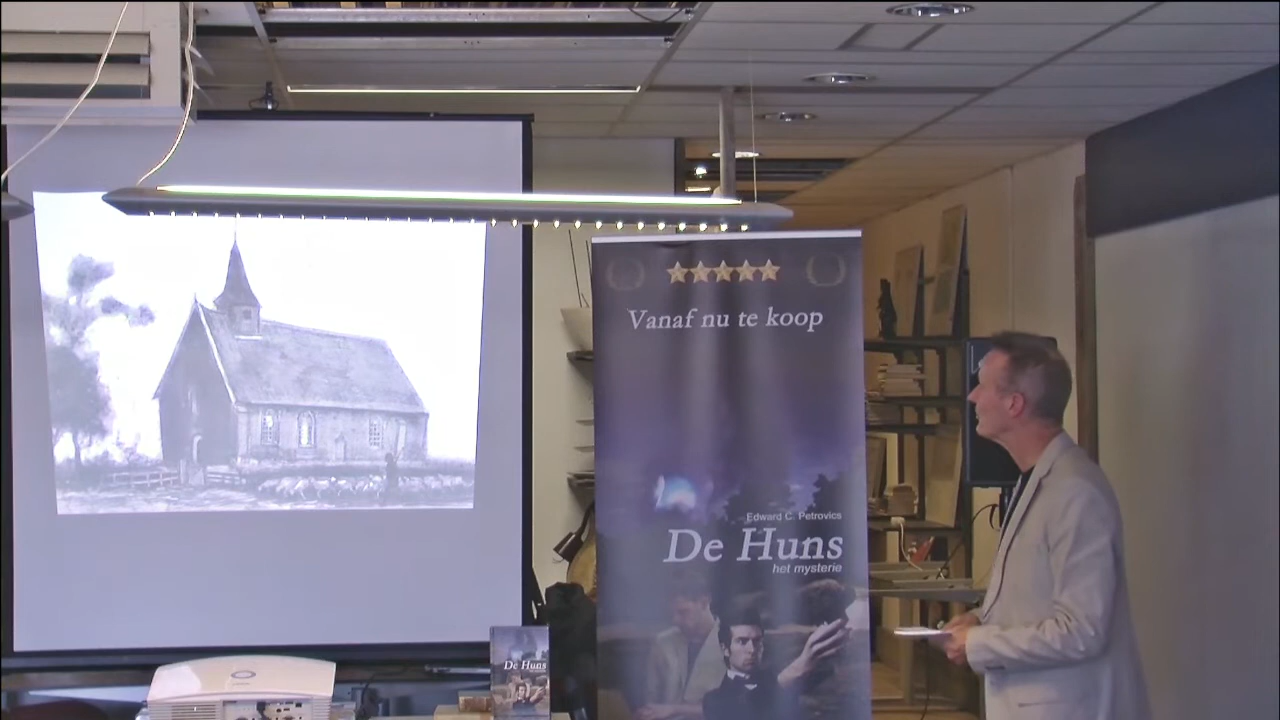 Vanaf nu te koop
Edward C. Petrovics
De Huns
het mysterie
De Huns